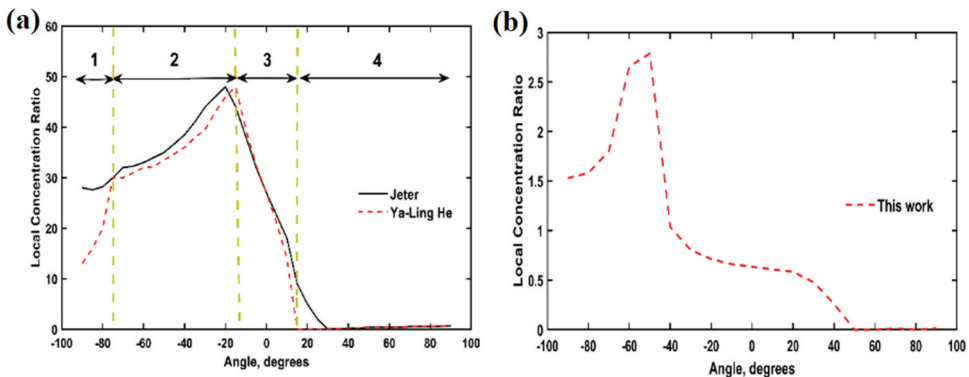 (a)
Local Concentration Ratio
60
50
40
30
20
10
0
1 2 3 4
Jeter
Ya-Ling He
-100 -80 -60 -40 -20 0 20 40 60 80 100
Angle, degrees
(b)
Local Concentration Ratio
3
2.5
2
1.5
1
0.5
0
This work
-100 -80 -60 -40 -20 0 20 40 60 80 100
Angle, degrees